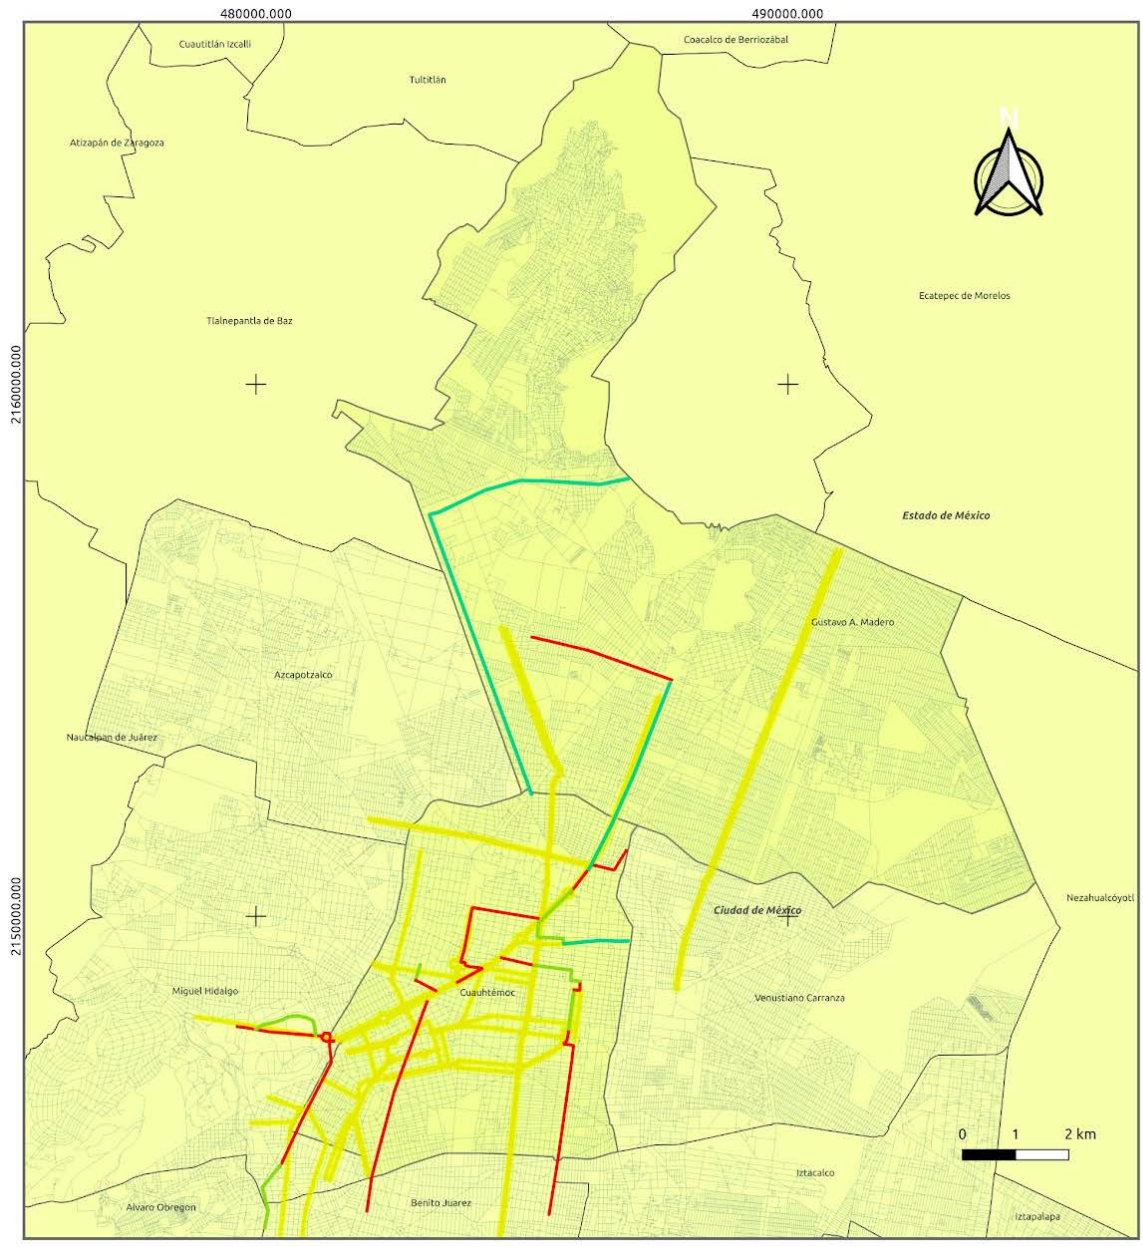 480000.000
490000.000
Cuautitlán Izcalli
Coacalco de Berriozábal
Tultitlán
N
Atizapán de Zaragoza
Ecatepec de Morelos
Tlalnepantla de Baz
2160000.000
Estado de México
Gustavo A. Madero
Azcapotzalco
Naucalpan de Juárez
Nezahualcóyotl
2150000.000
Ciudad de México
Miguel Hidalgo
Cuauhtémoc
Venustiano Carranza
0 1 2 km
Iztacalco
Alvaro Obregon
Benito Juarez
Iztapalapa